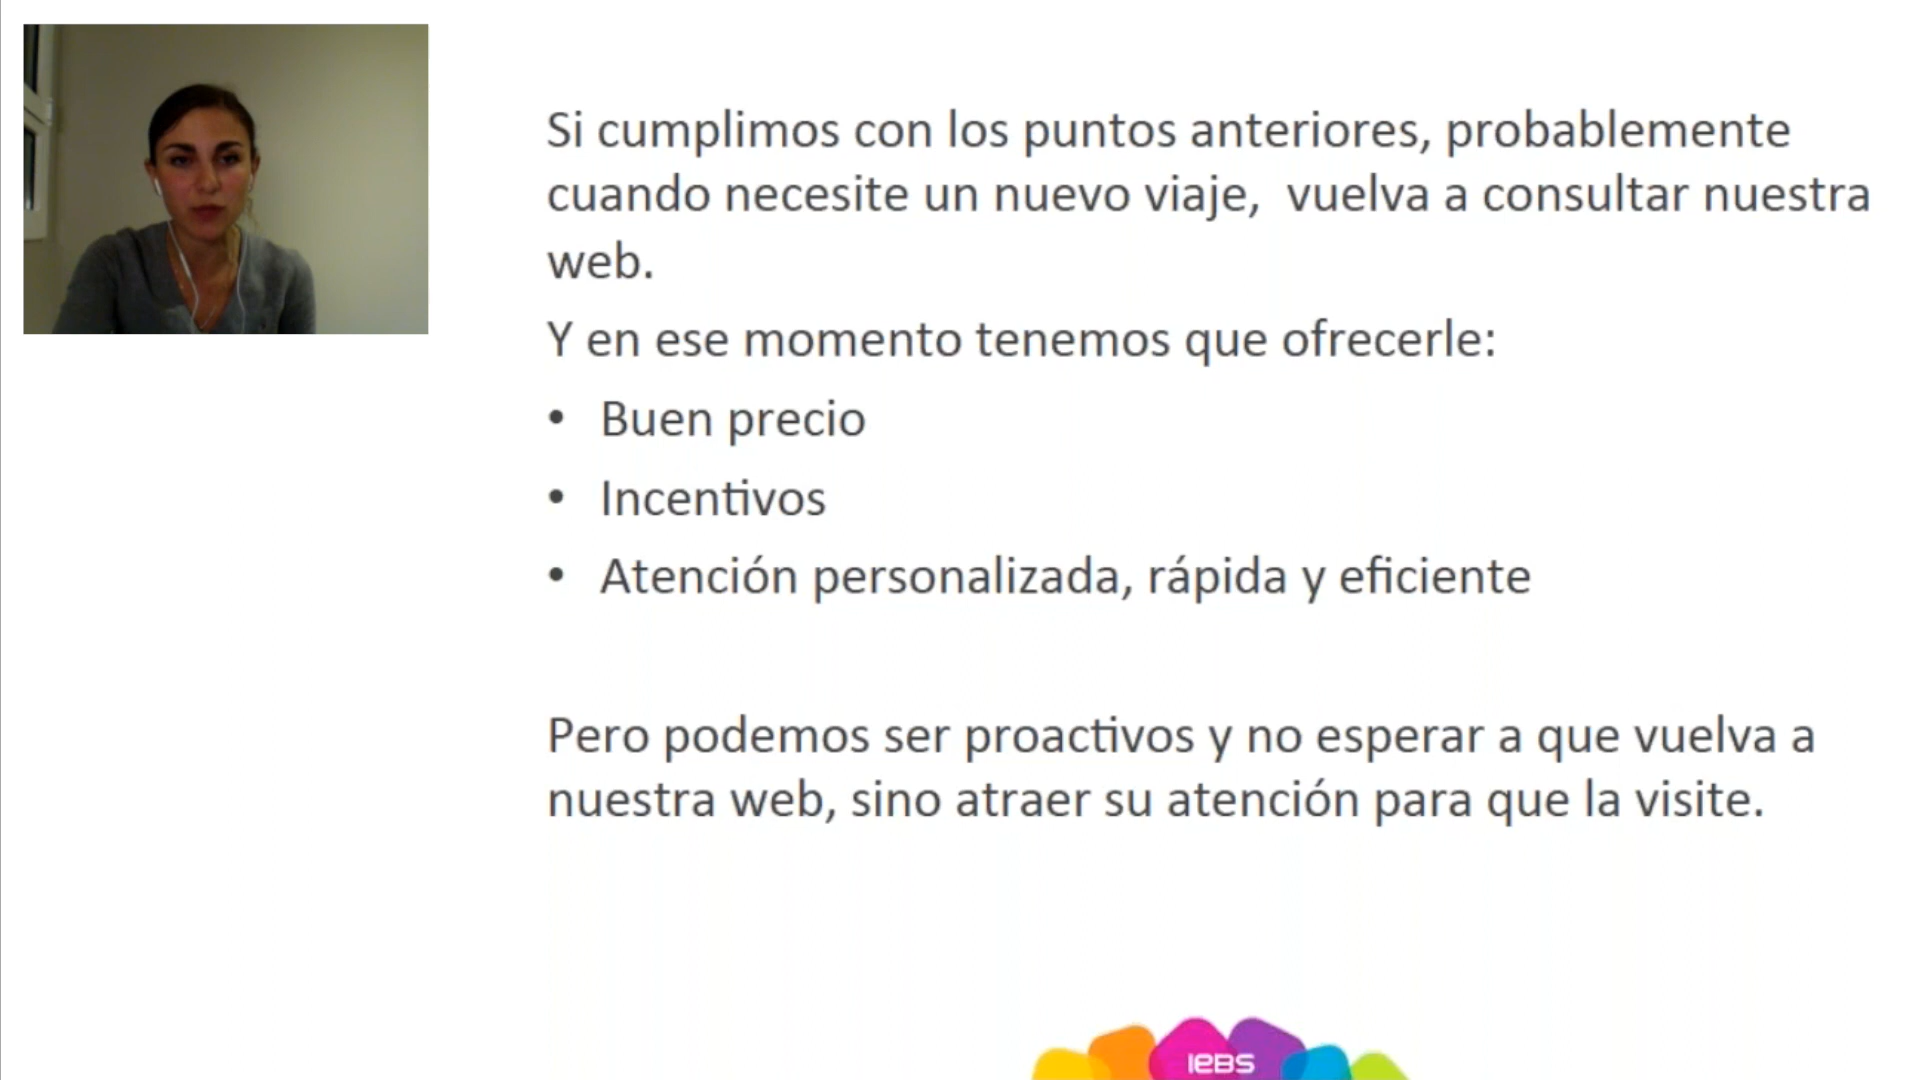 Si cumplimos con los puntos anteriores, probablemente
cuando necesite un nuevo viaje,  vuelva a consultar nuestra
web.
Y en ese momento tenemos que ofrecerle:
• Buen precio
• Incentivos
• Atención personalizada, rápida y eficiente
Pero podemos ser proactivos y no esperar a que vuelva a
nuestra web, sino atraer su atención para que la visite.
IEBS